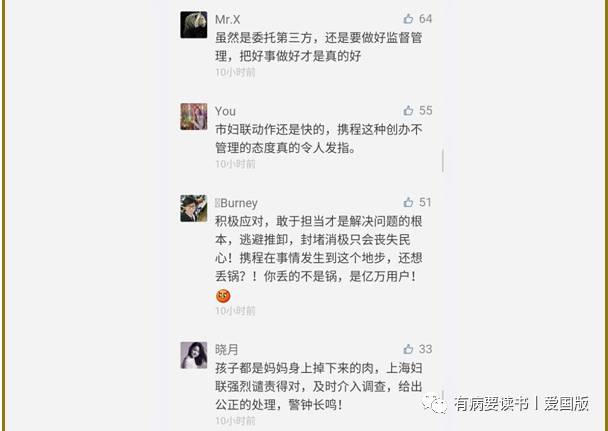 Mr.X 64
虽然是委托第三方，还是要做好监督管
理，把好事做好才是真的好
10小时前
You 55
市妇联动作还是快的，携程这种创办不
管理的态度真的令人发指。
10小时前
Burney 51
积极应对，敢于担当才是解决问题的根
本，逃避推卸，封堵消极只会丧失民
心！携程在事情发生到这个地步，还想
丢锅？！你丢的不是锅，是亿万用户！
10小时前
晓月 33
孩子都是妈妈身上掉下来的肉，上海妇
联强烈谴责得对，及时介入调查，给出
公正的处理，警钟长鸣！
10小时前
有病要读书丨爱国版